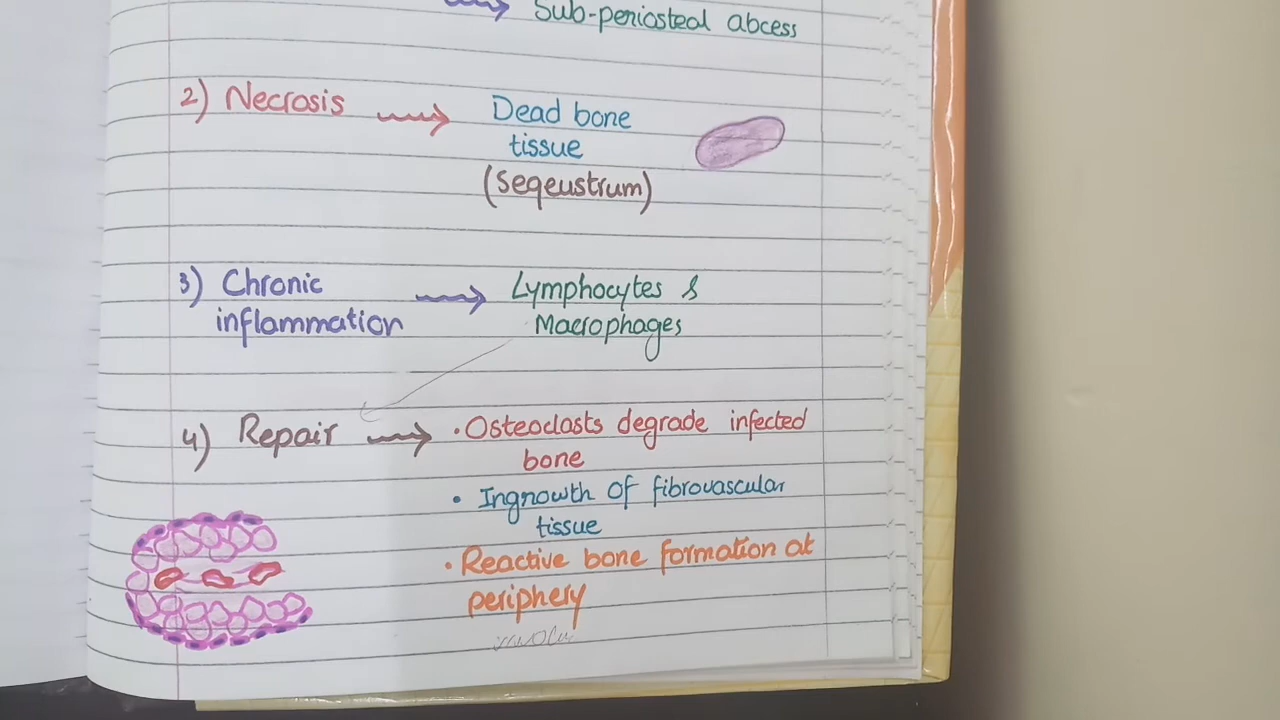 Sub-periosteal abcess
2) Necrosis
Dead bone
tissue
(Seqeustrum)
3) Chronic
inflammation
Lymphocytes &
Macrophages
4) Repair
• Osteoclasts degrade infected
bone
• Ingrowth of fibrovascular
tissue
• Reactive bone formation at
periphery